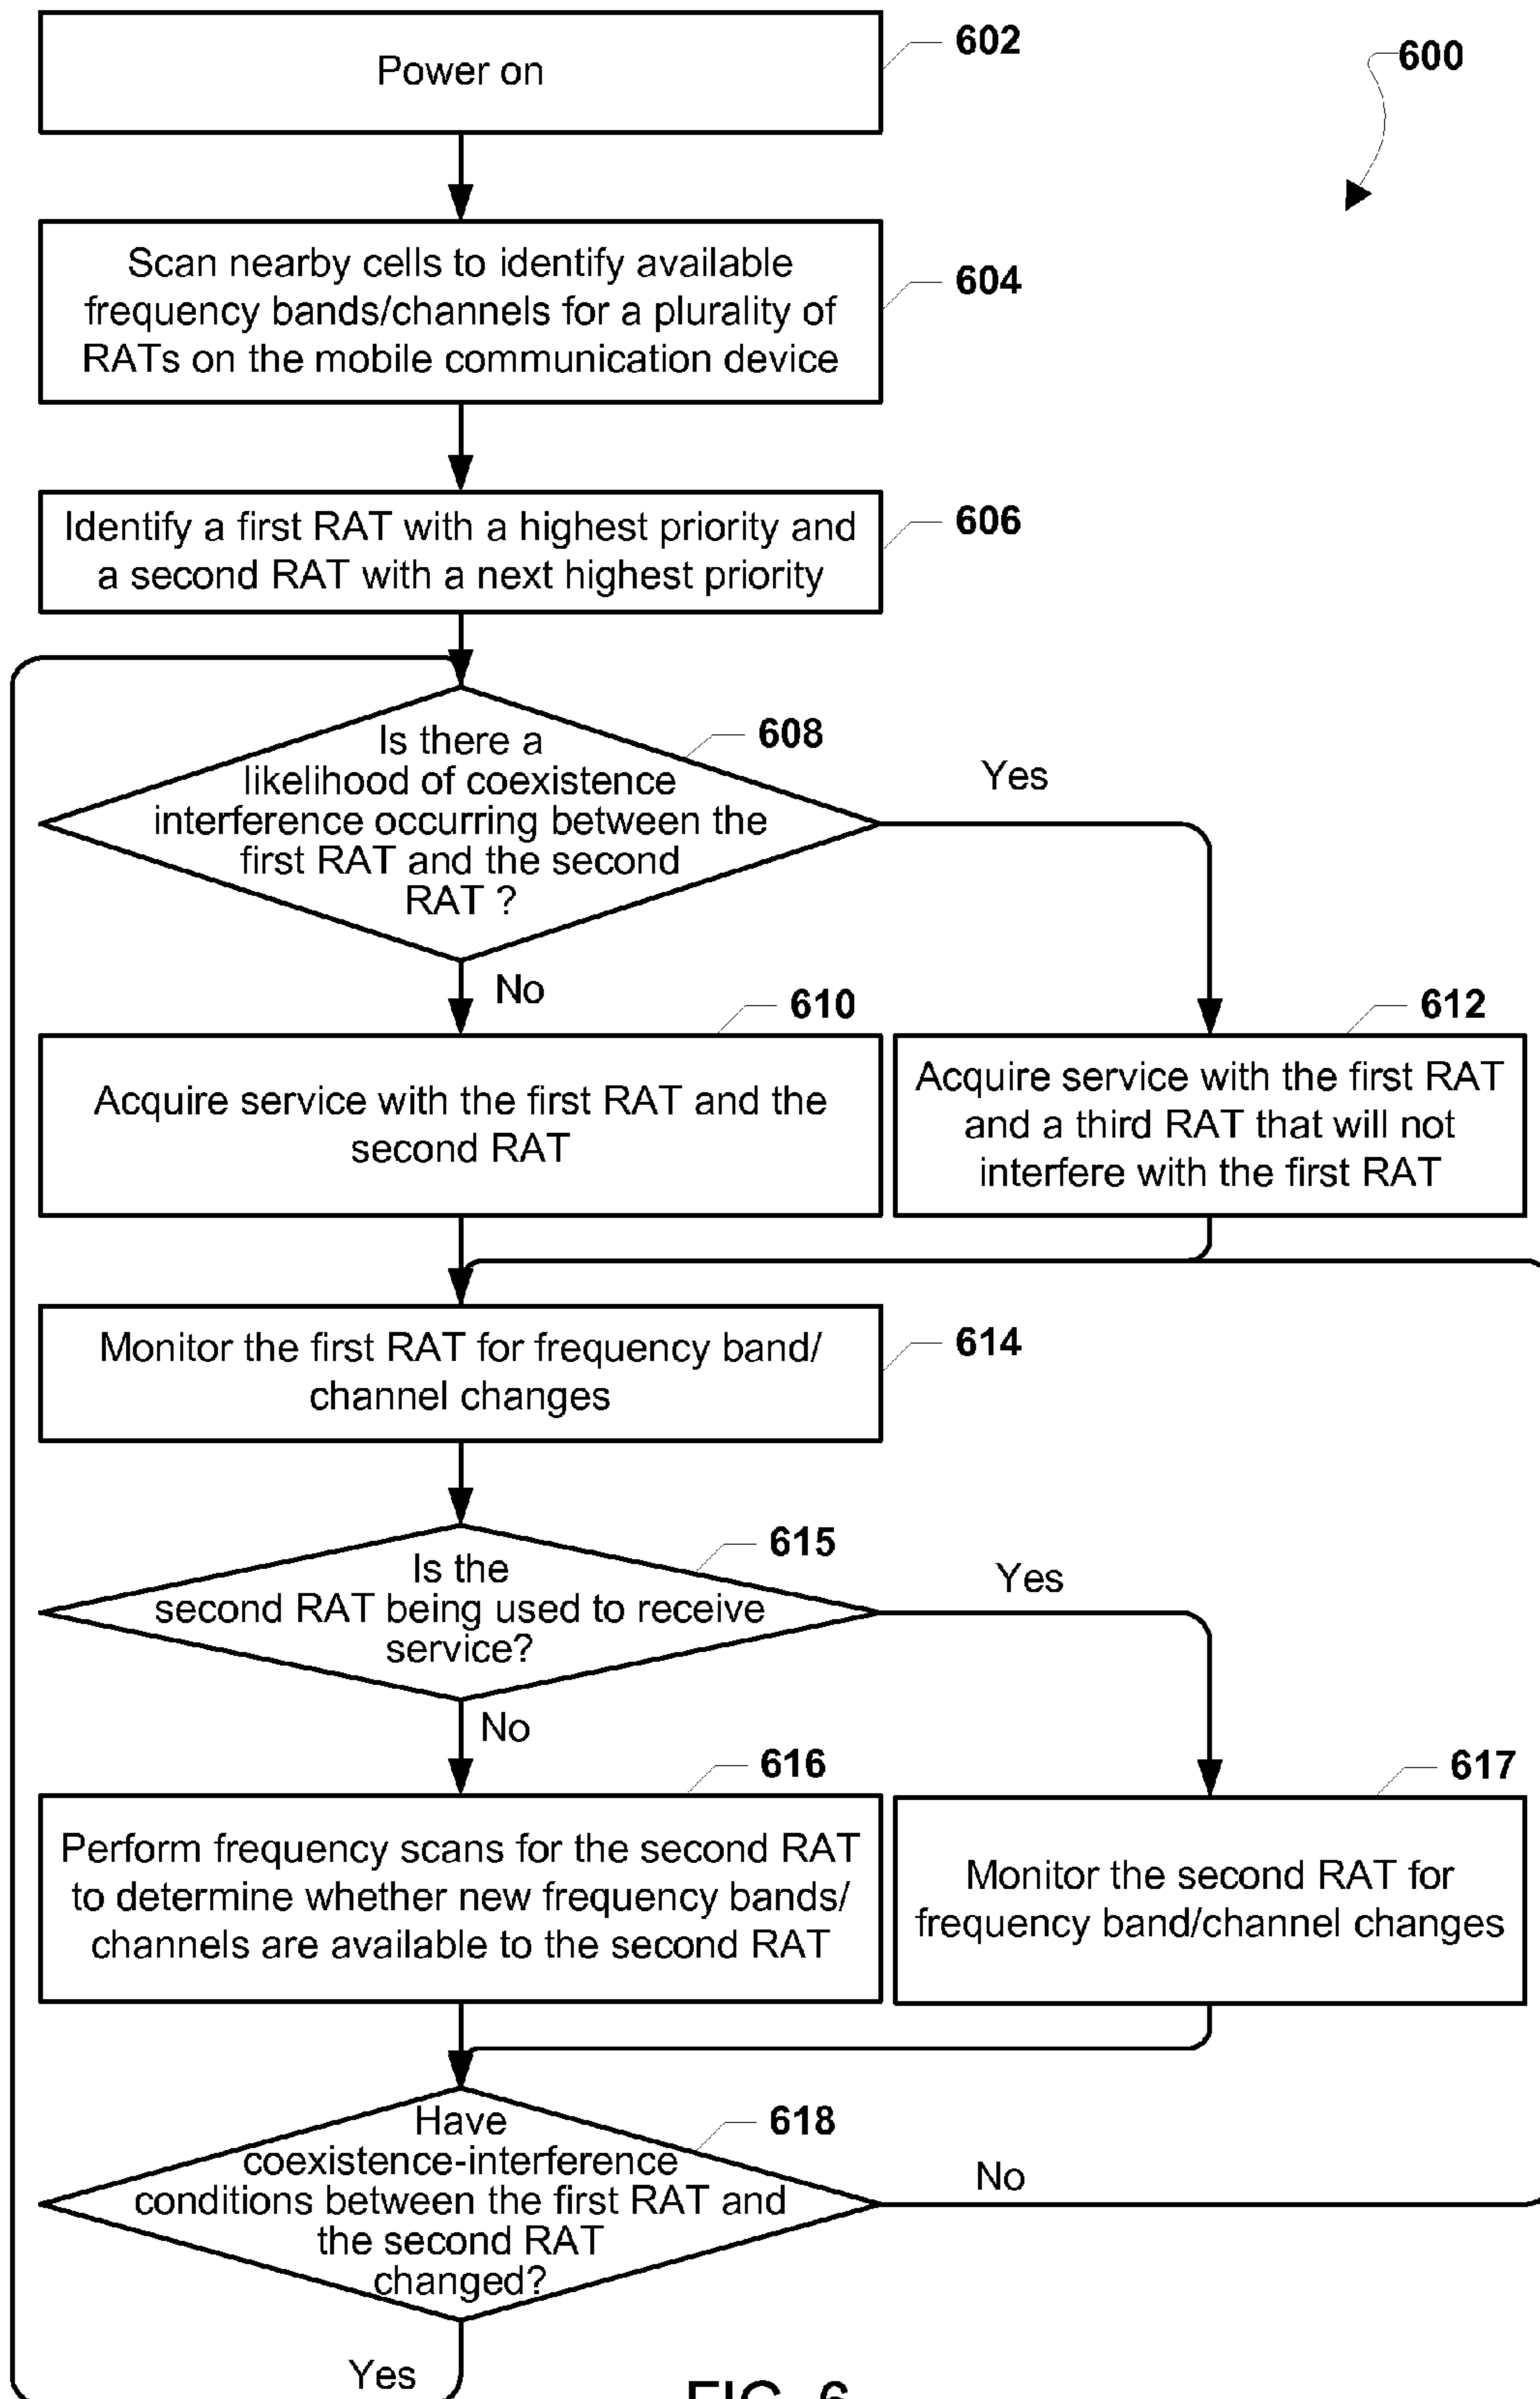 Power on
602
600
Scan nearby cells to identify available
frequency bands/channels for a plurality of
RATs on the mobile communication device
604
Identify a first RAT with a highest priority and
a second RAT with a next highest priority
606
Is there a
likelihood of coexistence
interference occurring between the
first RAT and the second
RAT ?
608
Yes
No
610
612
Acquire service with the first RAT and the
second RAT
Acquire service with the first RAT
and a third RAT that will not
interfere with the first RAT
Monitor the first RAT for frequency band/
channel changes
614
Is the
second RAT being used to receive
service?
615
Yes
No
616
617
Perform frequency scans for the second RAT
to determine whether new frequency bands/
channels are available to the second RAT
Monitor the second RAT for
frequency band/channel changes
Have
coexistence-interference
conditions between the first RAT and
the second RAT
changed?
618
No
Yes
FIG. 6